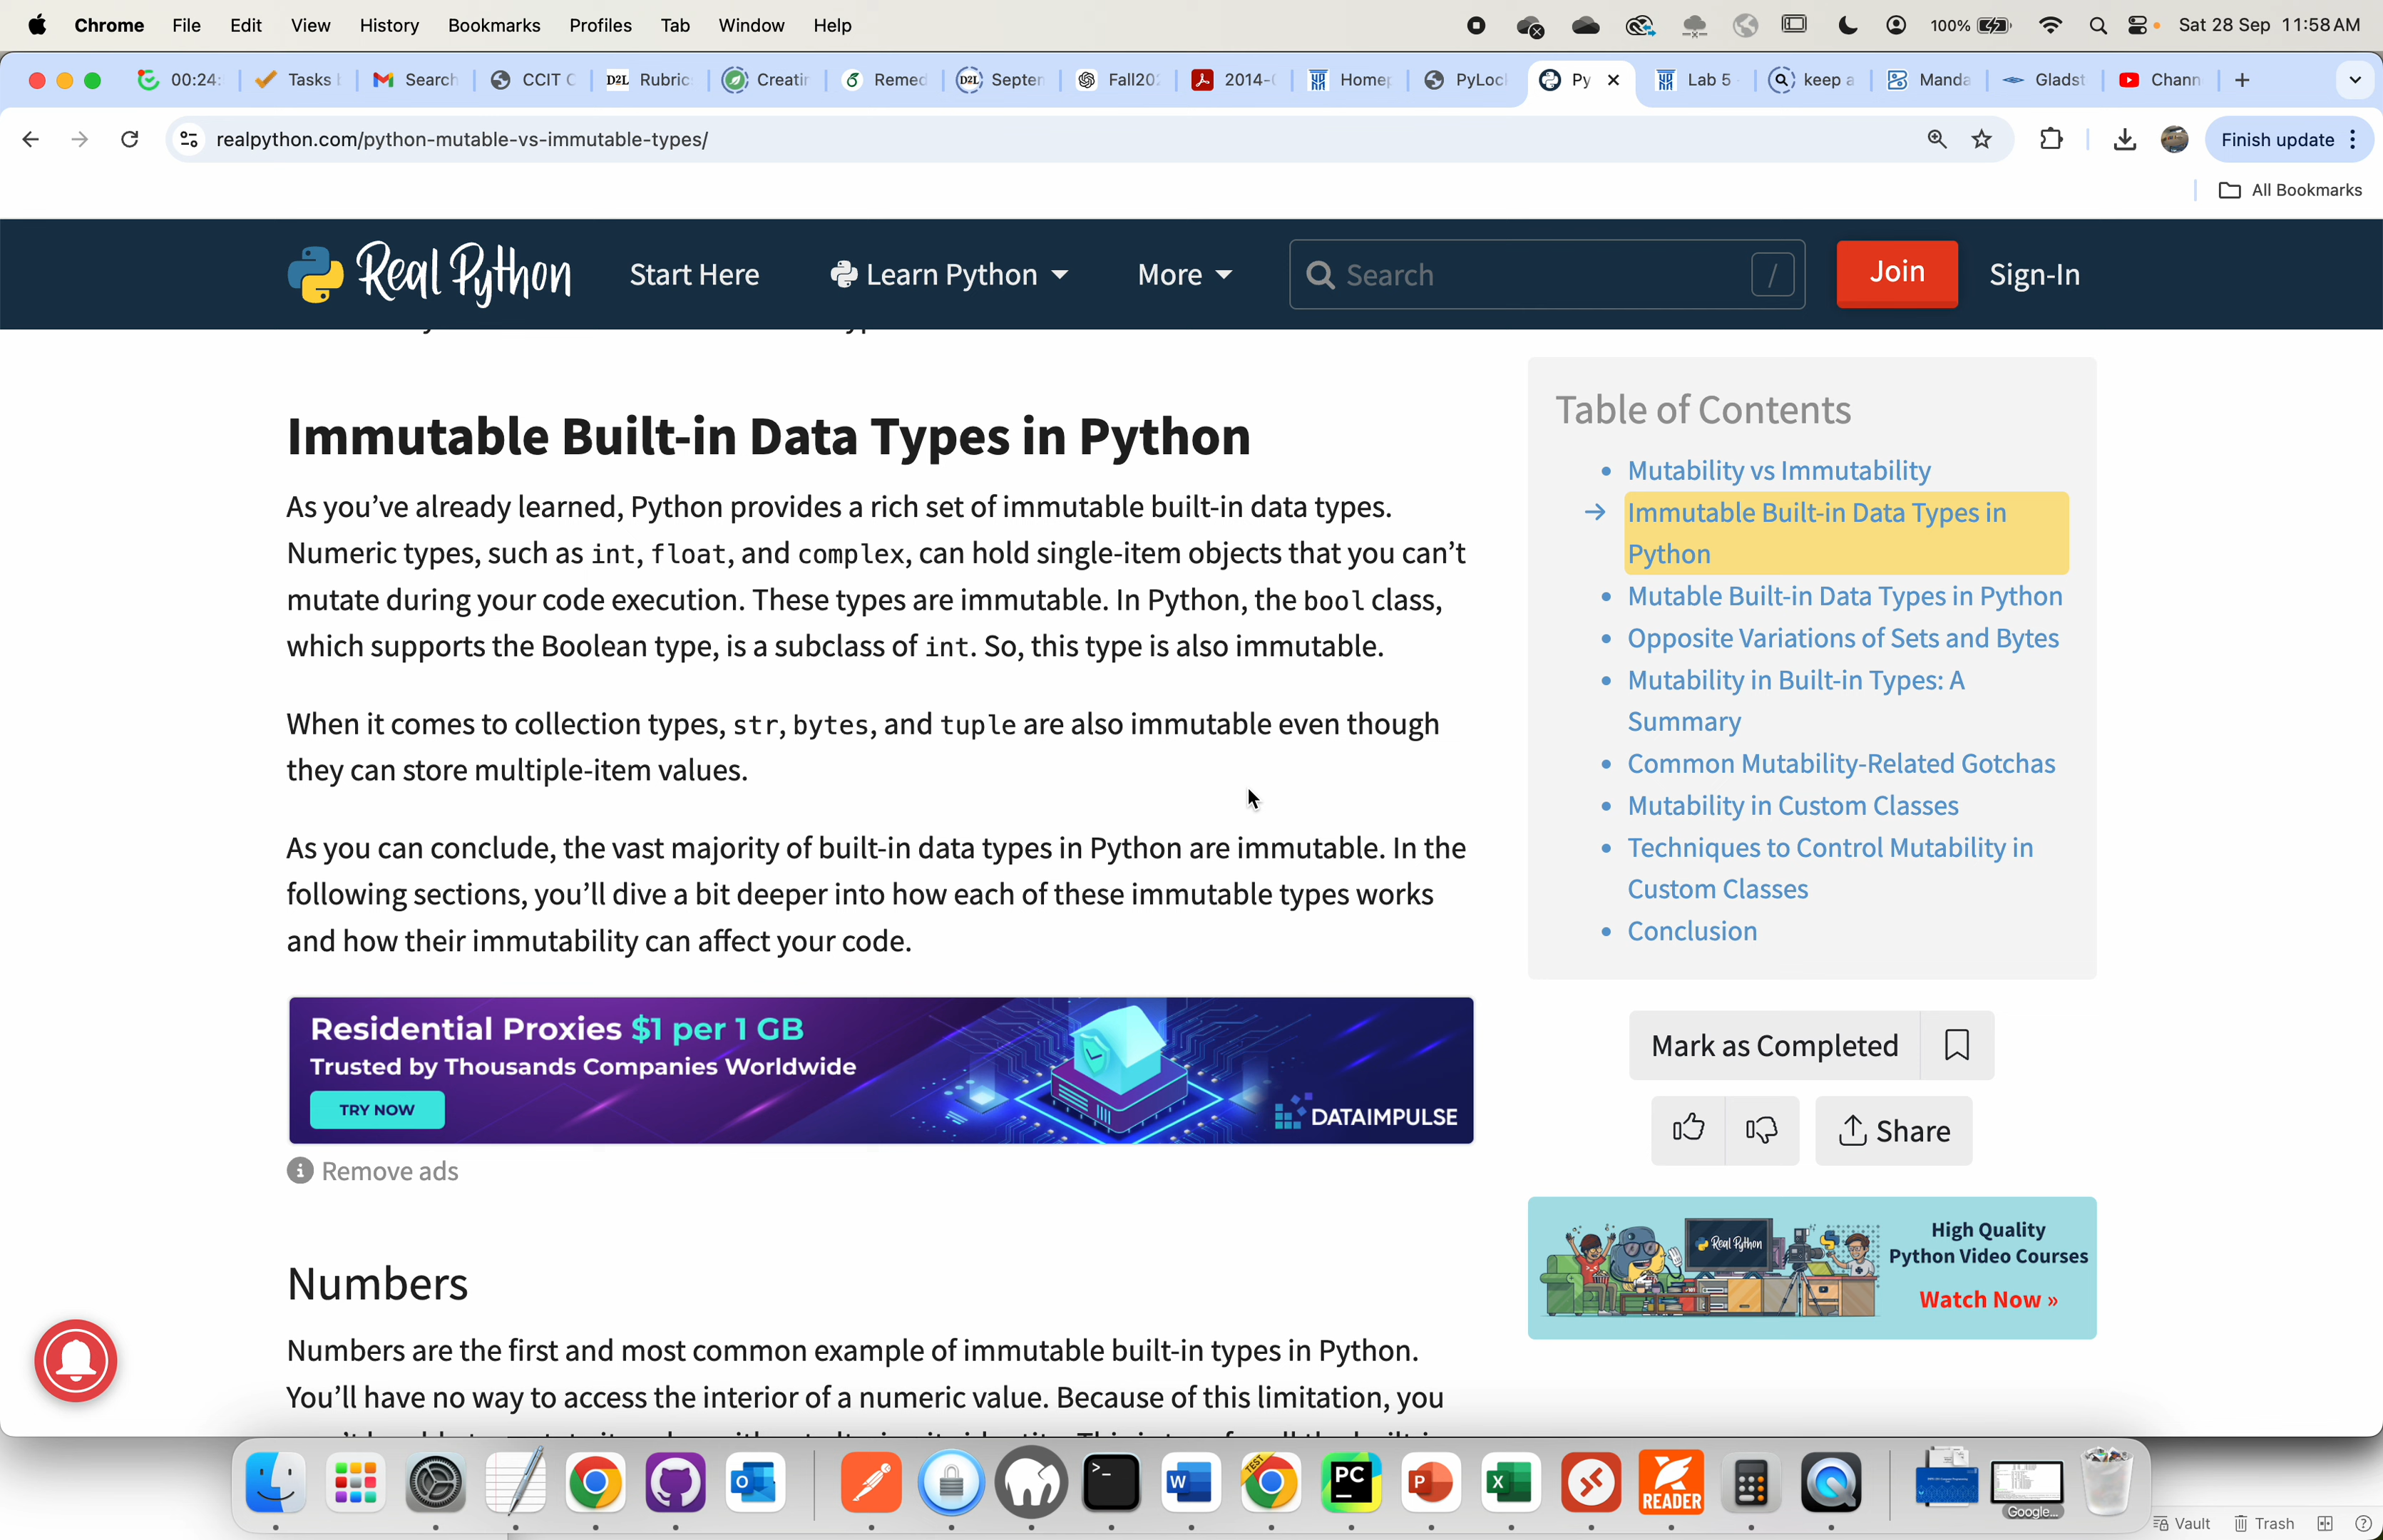 Chrome File Edit View History Bookmarks Profiles Tab Window Help 100% Sat 28 Sep 11:58 AM
00:24: Tasks Search CCIT D2L Rubric D2L Septem Fall20 2014- Home PyLoc Py Lab 5 keep a Manda Gladst Chann
realpython.com/python-mutable-vs-immutable-types/ Finish update
All Bookmarks
Real Python Start Here Learn Python More Search / Join Sign-In
Immutable Built-in Data Types in Python
As you’ve already learned, Python provides a rich set of immutable built-in data types.
Numeric types, such as int, float, and complex, can hold single-item objects that you can’t
mutate during your code execution. These types are immutable. In Python, the bool class,
which supports the Boolean type, is a subclass of int. So, this type is also immutable.
When it comes to collection types, str, bytes, and tuple are also immutable even though
they can store multiple-item values.
As you can conclude, the vast majority of built-in data types in Python are immutable. In the
following sections, you’ll dive a bit deeper into how each of these immutable types works
and how their immutability can affect your code.
Residential Proxies $1 per 1 GB
Trusted by Thousands Companies Worldwide
TRY NOW
DATAIMPULSE
Remove ads
Numbers
Numbers are the first and most common example of immutable built-in types in Python.
You’ll have no way to access the interior of a numeric value. Because of this limitation, you
Table of Contents
Mutability vs Immutability
Immutable Built-in Data Types in
Python
Mutable Built-in Data Types in Python
Opposite Variations of Sets and Bytes
Mutability in Built-in Types: A
Summary
Common Mutability-Related Gotchas
Mutability in Custom Classes
Techniques to Control Mutability in
Custom Classes
Conclusion
Mark as Completed
Share
Real Python
High Quality
Python Video Courses
Watch Now »
TEST
W PC P X READER
Google...
Vault Trash